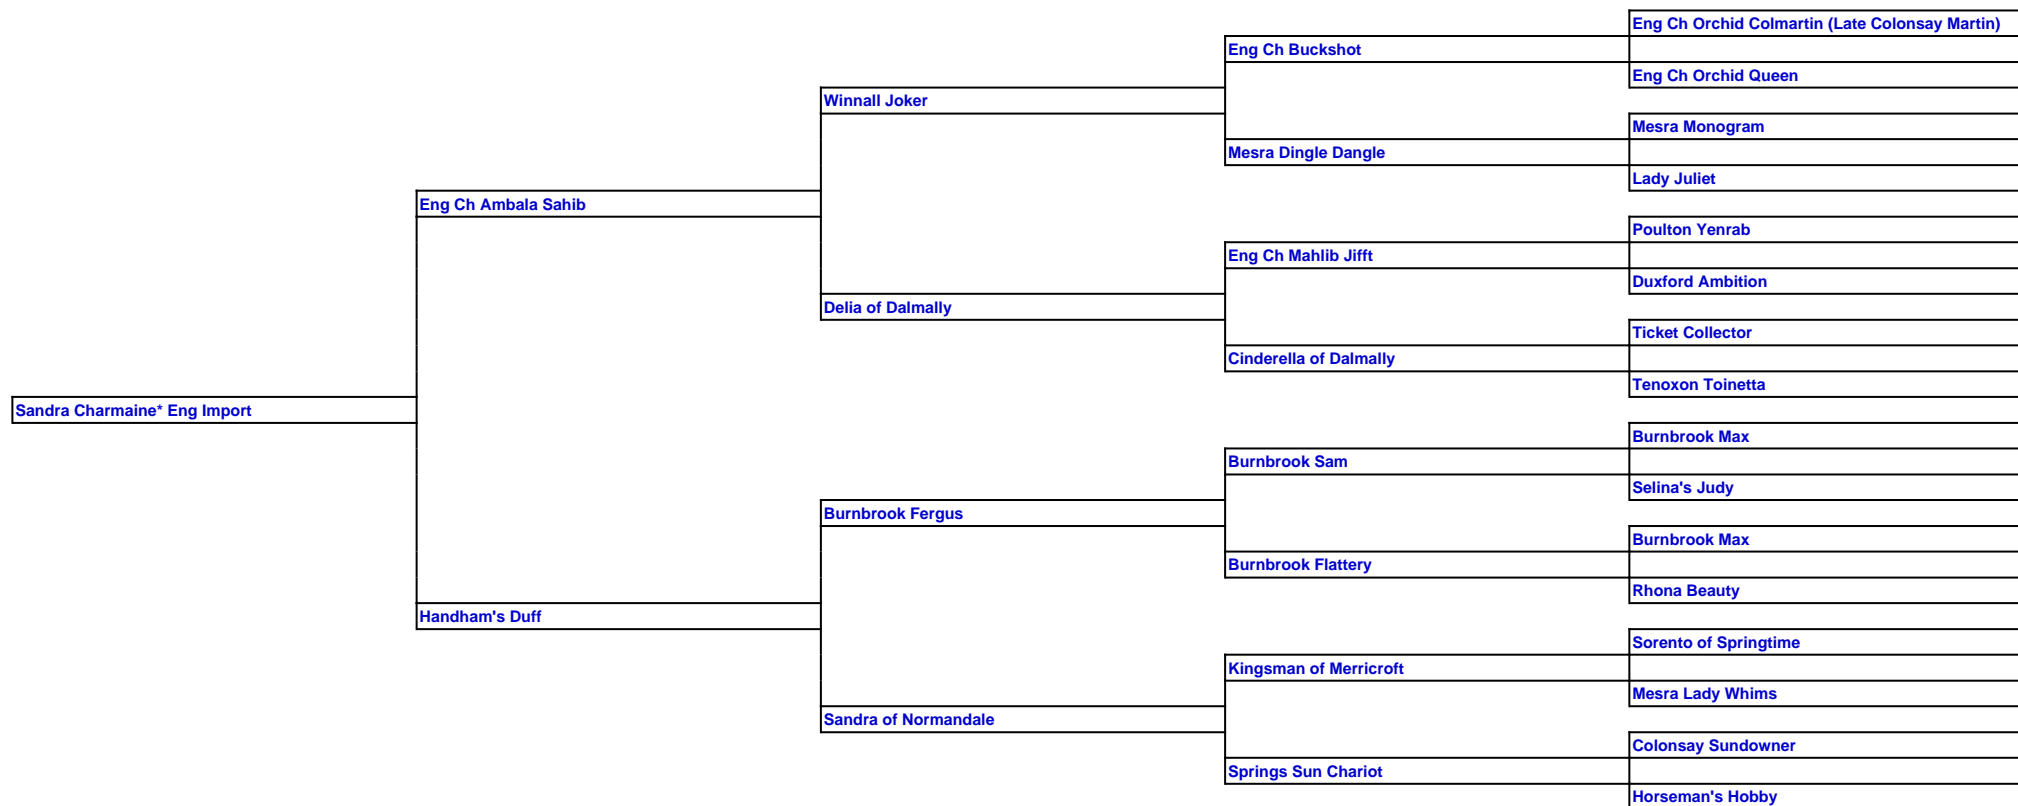 Eng Ch Orchid Colmartin (Late Colonsay Martin)
Eng Ch Buckshot
Eng Ch Orchid Queen
Winnall Joker
Mesra Monogram
Mesra Dingle Dangle
Lady Juliet
Eng Ch Ambala Sahib
Poulton Yenrab
Eng Ch Mahlib Jifft
Duxford Ambition
Delia of Dalmally
Ticket Collector
Cinderella of Dalmally
Tenoxon Toinetta
Sandra Charmaine* Eng Import
Burnbrook Max
Burnbrook Sam
Selina's Judy
Burnbrook Fergus
Burnbrook Max
Burnbrook Flattery
Rhona Beauty
Handham's Duff
Sorento of Springtime
Kingsman of Merricroft
Mesra Lady Whims
Sandra of Normandale
Colonsay Sundowner
Springs Sun Chariot
Horseman's Hobby